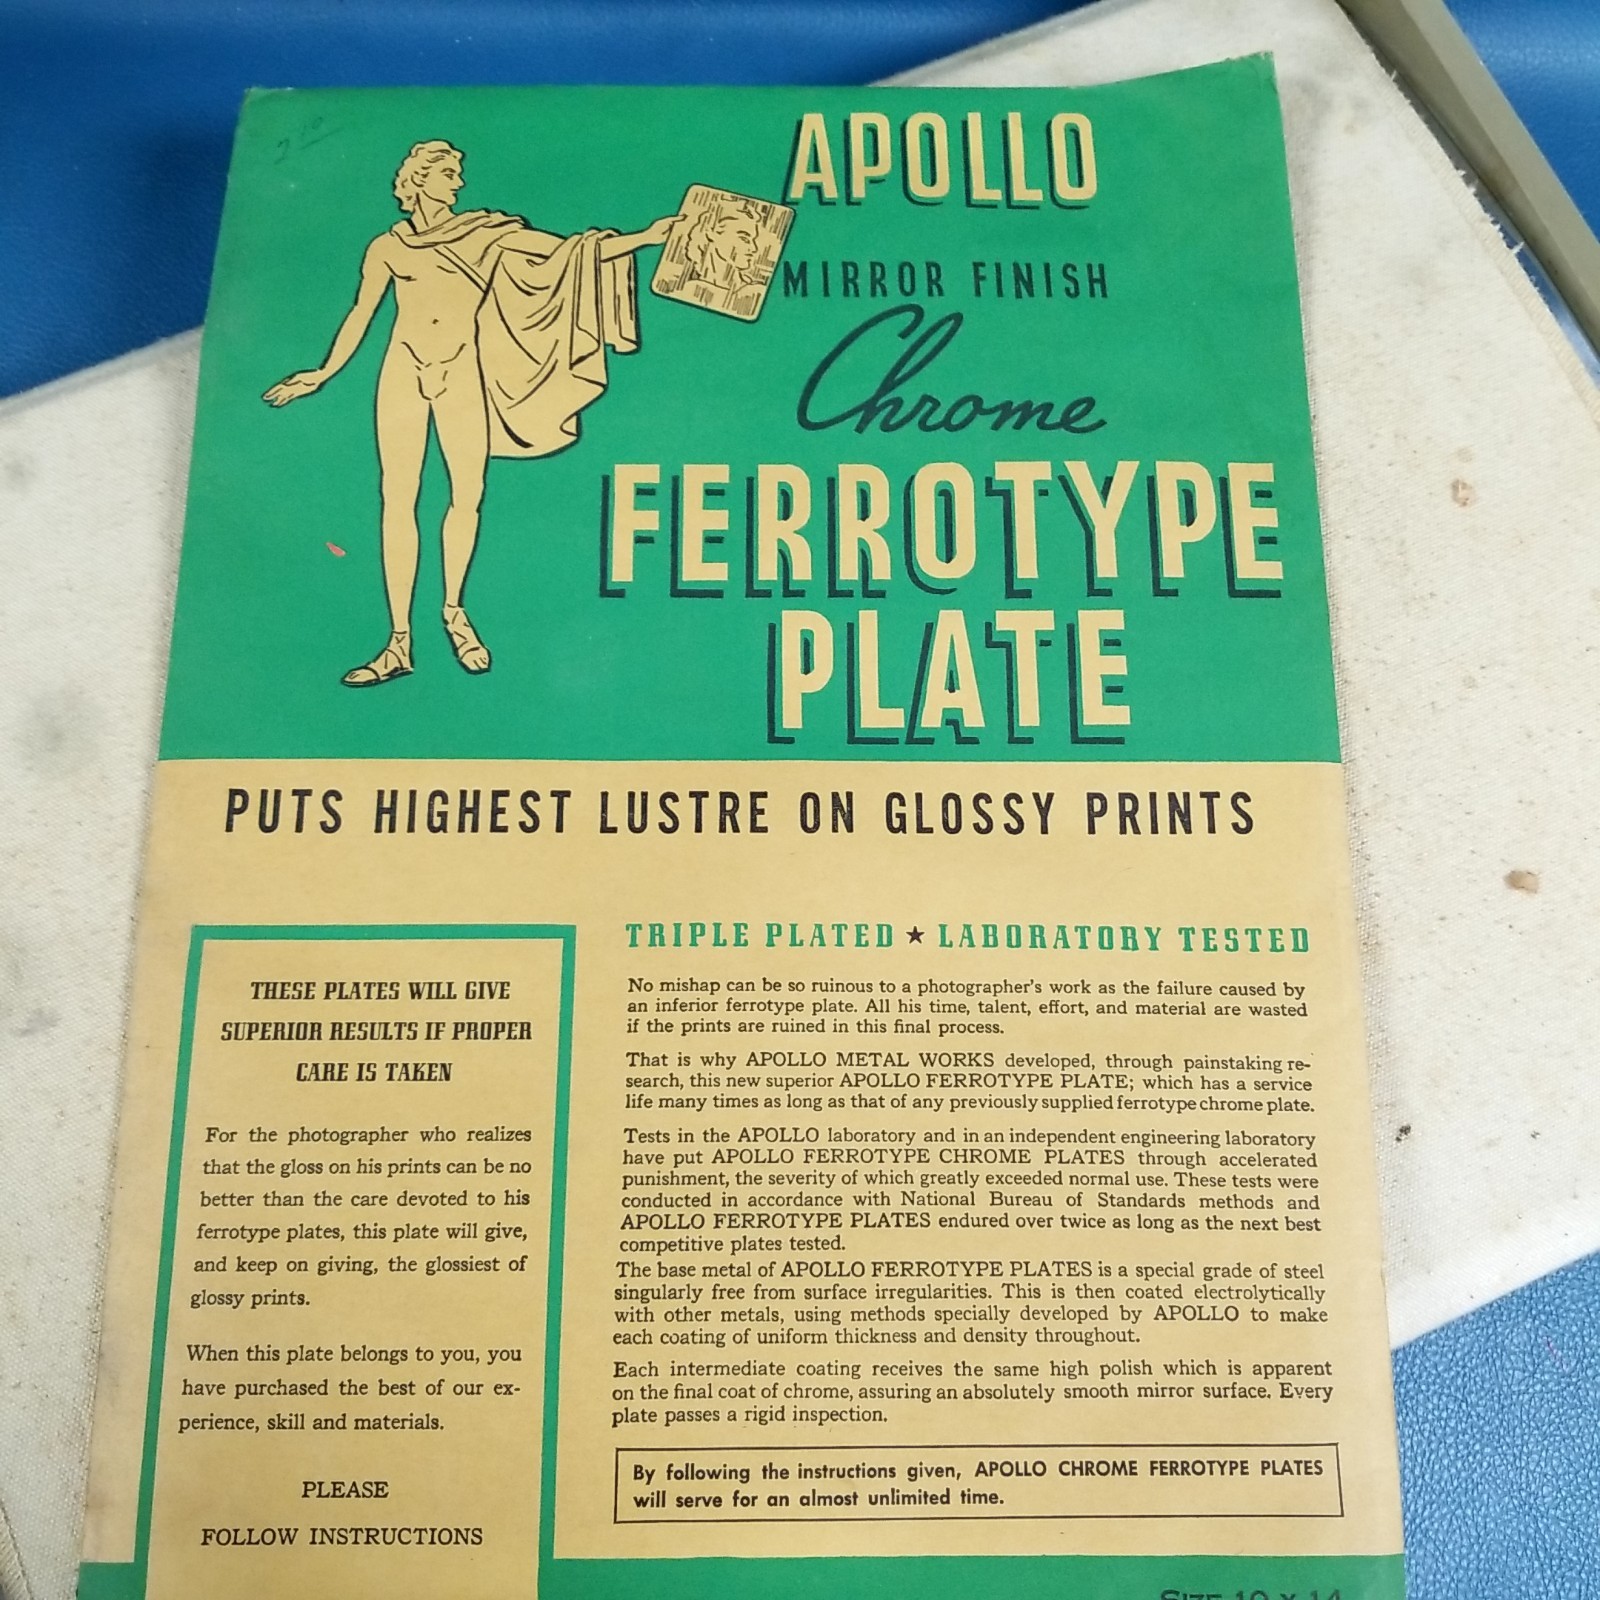 APOLLO
MIRROR FINISH
Chrome
FERROTYPE
PLATE
PUTS HIGHEST LUSTRE ON GLOSSY PRINTS
THESE PLATES WILL GIVE
SUPERIOR RESULTS IF PROPER
CARE IS TAKEN
For the photographer who realizes
that the gloss on his prints can be no
better than the care devoted to his
ferrotype plates, this plate will give,
and keep on giving, the glossiest of
glossy prints.
When this plate belongs to you, you
have purchased the best of our ex-
perience, skill and materials.
PLEASE
FOLLOW INSTRUCTIONS
TRIPLE PLATED ★ LABORATORY TESTED
No mishap can be so ruinous to a photographer's work as the failure caused by
an inferior ferrotype plate. All his time, talent, effort, and material are wasted
if the prints are ruined in this final process.
That is why APOLLO METAL WORKS developed, through painstaking re-
search, this new superior APOLLO FERROTYPE PLATE; which has a service
life many times as long as that of any previously supplied ferrotype chrome plate.
Tests in the APOLLO laboratory and in an independent engineering laboratory
have put APOLLO FERROTYPE CHROME PLATES through accelerated
punishment, the severity of which greatly exceeded normal use. These tests were
conducted in accordance with National Bureau of Standards methods and
APOLLO FERROTYPE PLATES endured over twice as long as the next best
competitive plates tested.
The base metal of APOLLO FERROTYPE PLATES is a special grade of steel
singularly free from surface irregularities. This is then coated electrolytically
with other metals, using methods specially developed by APOLLO to make
each coating of uniform thickness and density throughout.
Each intermediate coating receives the same high polish which is apparent
on the final coat of chrome, assuring an absolutely smooth mirror surface. Every
plate passes a rigid inspection.
By following the instructions given, APOLLO CHROME FERROTYPE PLATES
will serve for an almost unlimited time.
SIZE 10 x 14